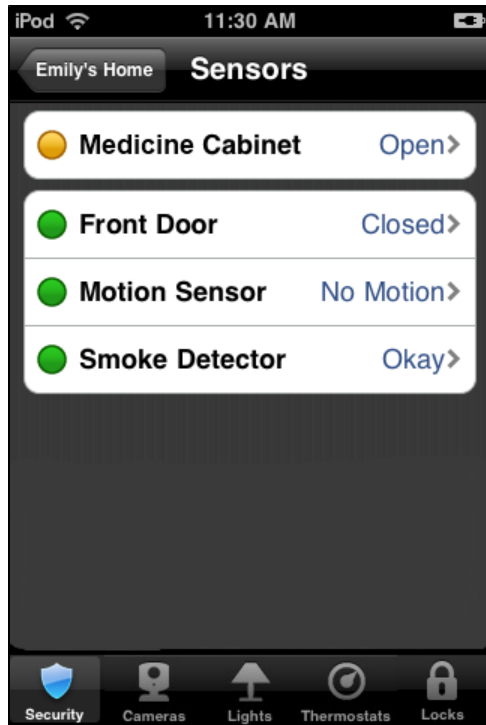 iPod 11:30 AM
Emily's Home Sensors
Medicine Cabinet Open
Front Door Closed
Motion Sensor No Motion
Smoke Detector Okay
Security Cameras Lights Thermostats Locks